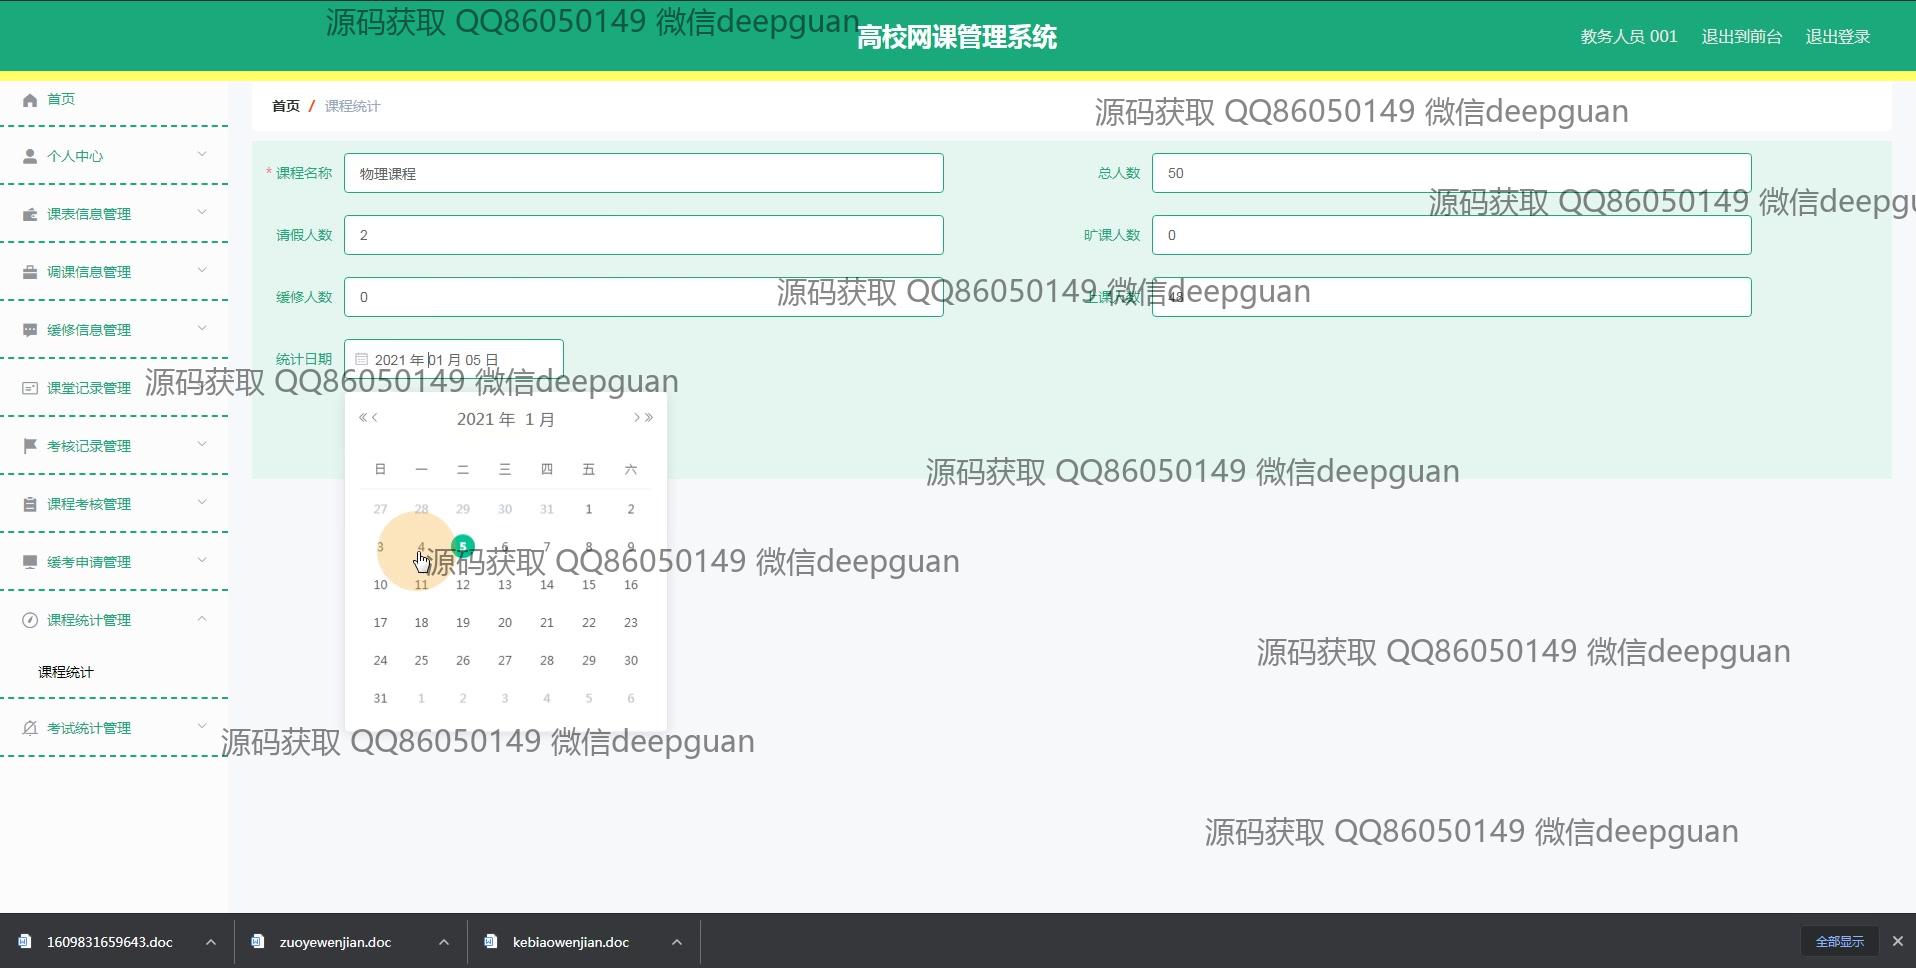 源码获取 QQ86050149 微信deepguan
高校网课管理系统
教务人员 001
退出到前台
退出登录
首页
个人中心
课表信息管理
调课信息管理
缓修信息管理
课堂记录管理
考核记录管理
课程考核管理
缓考申请管理
课程统计管理
课程统计
考试统计管理
首页 / 课程统计
源码获取 QQ86050149 微信deepguan
* 课程名称 物理课程
总人数 50
源码获取 QQ86050149 微信deepgu
请假人数 2
旷课人数 0
缓修人数 0
源码获取 QQ86050149 微信deepguan
上课人数 48
统计日期 2021 年 01 月 05 日
源码获取 QQ86050149 微信deepguan
2021 年 1 月
日 一 二 三 四 五 六
27 28 29 30 31 1 2
3 4 5 6 7 8 9
10 11 12 13 14 15 16
17 18 19 20 21 22 23
24 25 26 27 28 29 30
31 1 2 3 4 5 6
源码获取 QQ86050149 微信deepguan
源码获取 QQ86050149 微信deepguan
源码获取 QQ86050149 微信deepguan
源码获取 QQ86050149 微信deepguan
源码获取 QQ86050149 微信deepguan
1609831659643.doc
zuoyewenjian.doc
kebiaowenjian.doc
全部显示